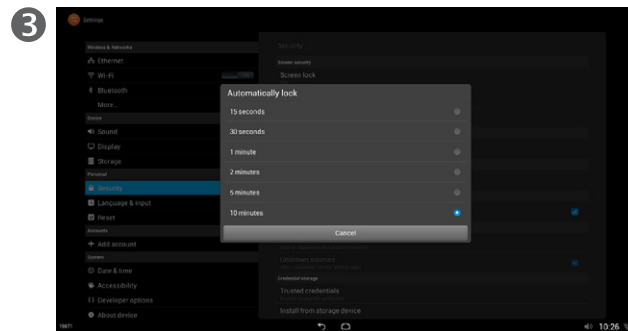 3
Settings
Wireless & Networks
Ethernet
Wi-Fi
Bluetooth
More...
Device
Sound
Display
Storage
Personal
Security
Language & input
Reset
Accounts
Add account
System
Date & time
Accessibility
Developer options
About device
Security
Screen security
Screen lock
Automatically lock
15 seconds
30 seconds
1 minute
2 minutes
5 minutes
10 minutes
Cancel
Unknown sources
Credential storage
Trusted credentials
Install from storage device
10:26